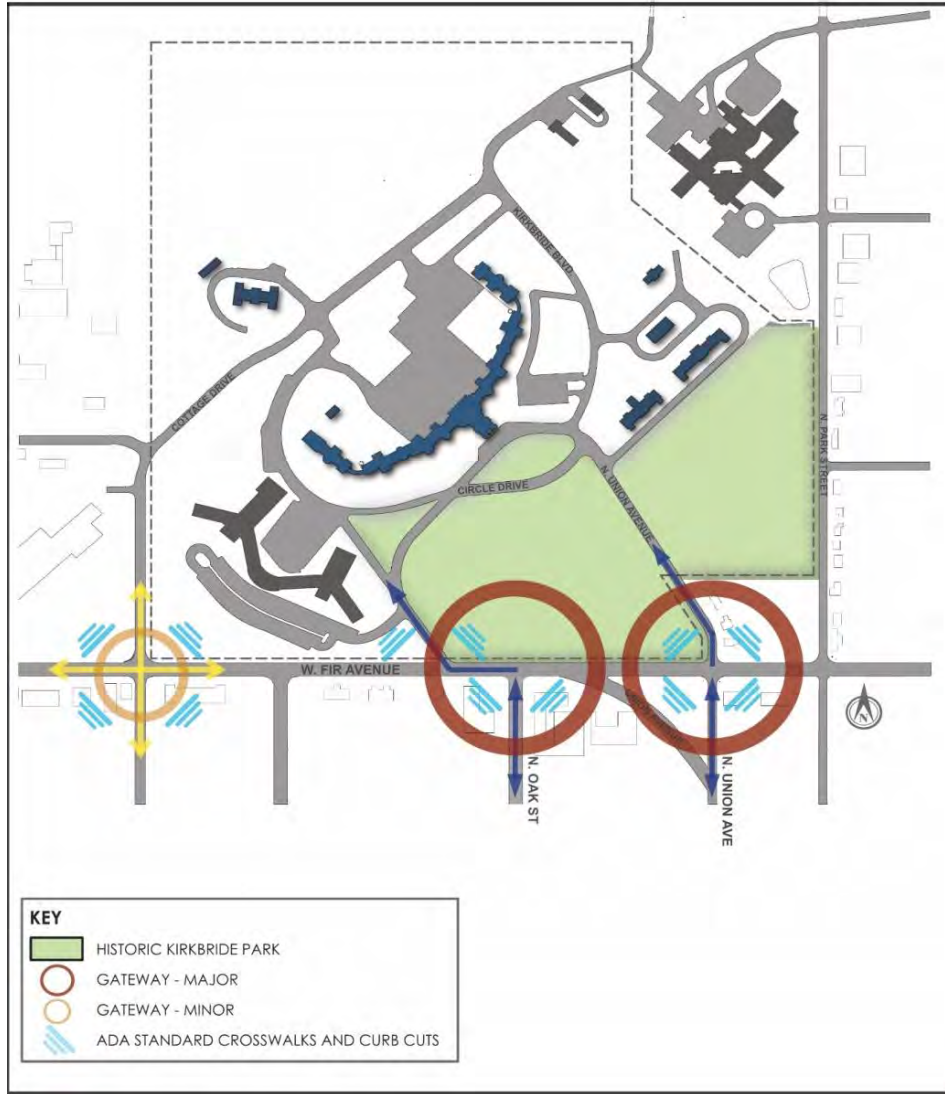 KIRKBRIDE BLVD.
COTTAGE DRIVE
N. PARK STREET
CIRCLE DRIVE
N. UNION AVENUE
W. FIR AVENUE
N. OAK ST
N. UNION AVE
N
KEY
HISTORIC KIRKBRIDE PARK
GATEWAY - MAJOR
GATEWAY - MINOR
ADA STANDARD CROSSWALKS AND CURB CUTS